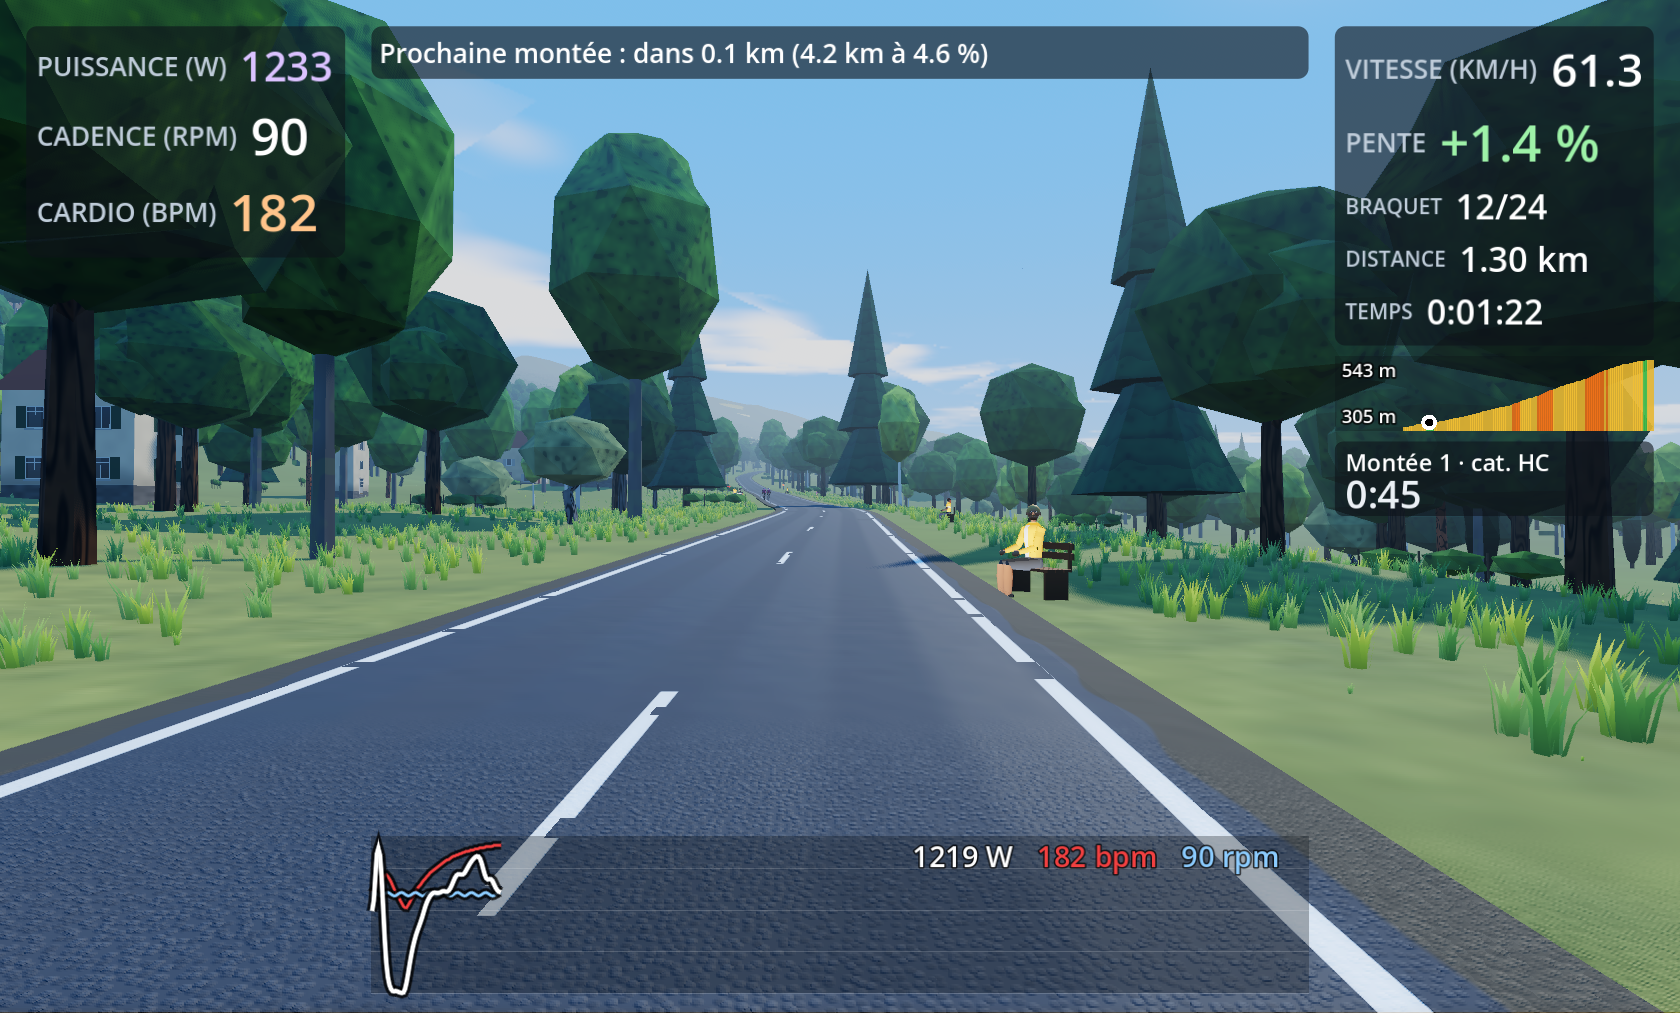 PUISSANCE (W) 1233
CADENCE (RPM) 90
CARDIO (BPM) 182
Prochaine montée : dans 0.1 km (4.2 km à 4.6 %)
VITESSE (KM/H) 61.3
PENTE +1.4 %
BRAQUET 12/24
DISTANCE 1.30 km
TEMPS 0:01:22
543 m
305 m
Montée 1 · cat. HC
0:45
1219 W 182 bpm 90 rpm